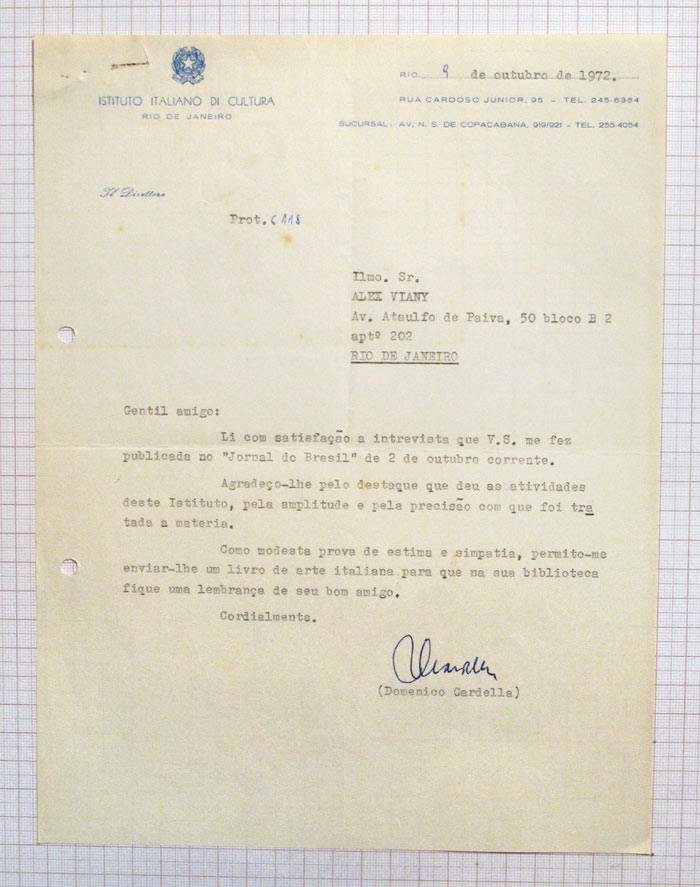 RIO 9 de outubro de 1972.
ISTITUTO ITALIANO DI CULTURA
RIO DE JANEIRO
RUA CARDOSO JUNIOR, 95 - TEL. 245-6364
SUCURSAL: AV. N. S. DE COPACABANA, 919/921 - TEL. 255-4054
Il Direttore
Prot. 6118
Ilmo. Sr.
ALEX VIANY
Av. Ataulfo de Paiva, 50 bloco B 2
aptº 202
RIO DE JANEIRO
Gentil amigo:
Li com satisfação a intrevista que V.S. me fez
publicada no "Jornal do Brasil" de 2 de outubro corrente.
Agradeço-lhe pelo destaque que deu as atividades
deste Istituto, pela amplitude e pela precisão com que foi tra
tada a materia.
Como modesta prova de estima e simpatia, permito-me
enviar-lhe um livro de arte italiana para que na sua biblioteca
fique uma lembrança de seu bom amigo.
Cordialmente.
(Domenico Gardella)